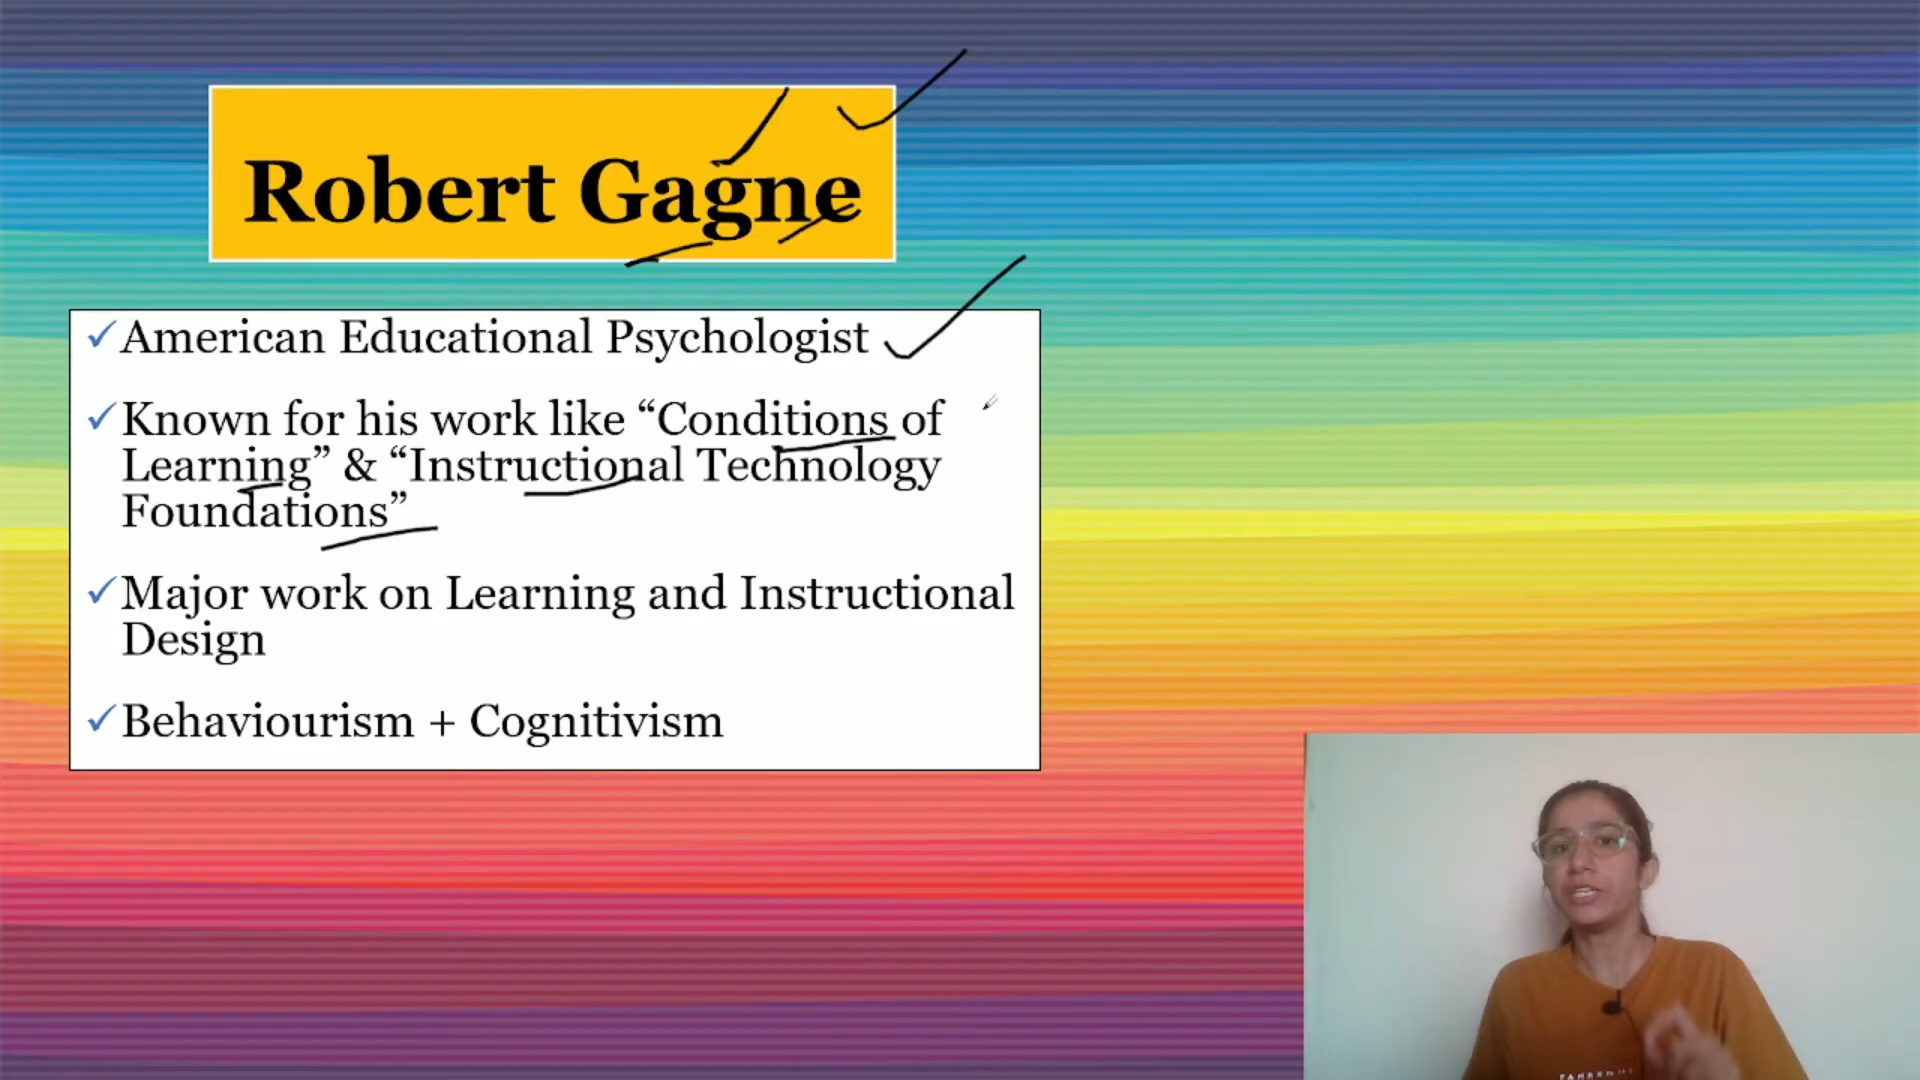 Robert Gagne
✓American Educational Psychologist
✓Known for his work like “Conditions of
Learning” & “Instructional Technology
Foundations”
✓Major work on Learning and Instructional
Design
✓Behaviourism + Cognitivism